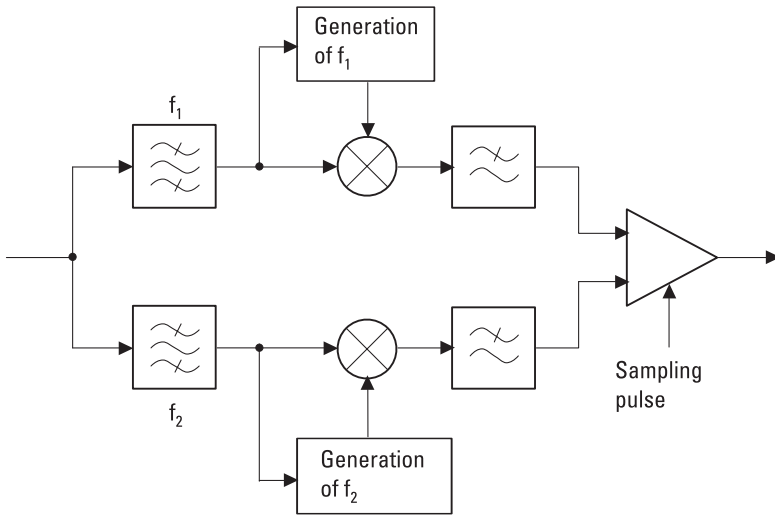 Generation
of f₁
f₁
f₂
Sampling
pulse
Generation
of f₂